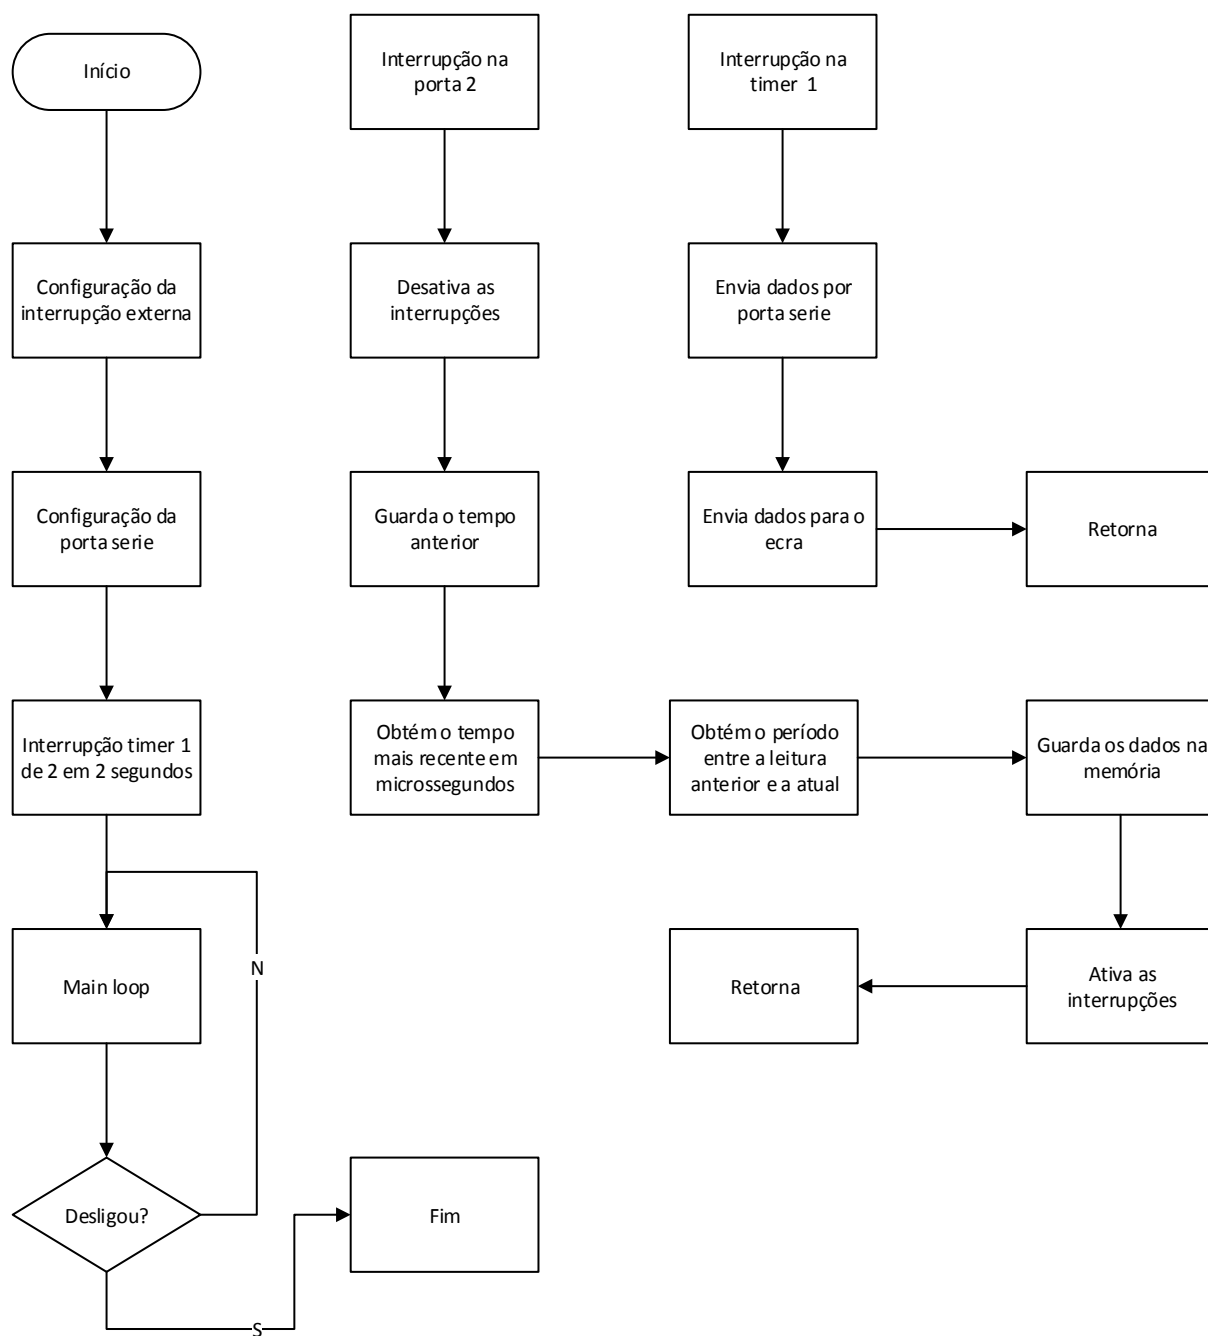 Início
Interrupção na
porta 2
Interrupção na
timer 1
Configuração da
interrupção externa
Desativa as
interrupções
Envia dados por
porta serie
Configuração da
porta serie
Guarda o tempo
anterior
Envia dados para o
ecra
Retorna
Interrupção timer 1
de 2 em 2 segundos
Obtém o tempo
mais recente em
microssegundos
Obtém o período
entre a leitura
anterior e a atual
Guarda os dados na
memória
Main loop
N
Retorna
Ativa as
interrupções
Desligou?
Fim
S